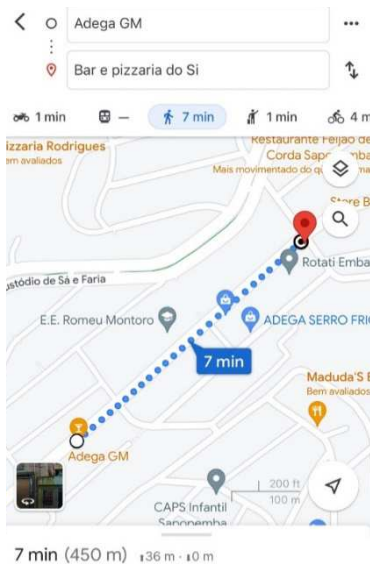 Adega GM
Bar e pizzaria do Si
1 min
—
7 min
1 min
4 m
izzaria Rodrigues
em avaliados
Restaurante Feijão de
Corda Sapo
Mais movimentado do
Store B
Rotati Emba
ustódio de Sá e Faria
E.E. Romeu Montoro
ADEGA SERRO FRI
7 min
Maduda'S
Bem avaliados
Adega GM
200 ft
100 m
CAPS Infantil
Sapopemba
7 min (450 m) 36 m · 0 m